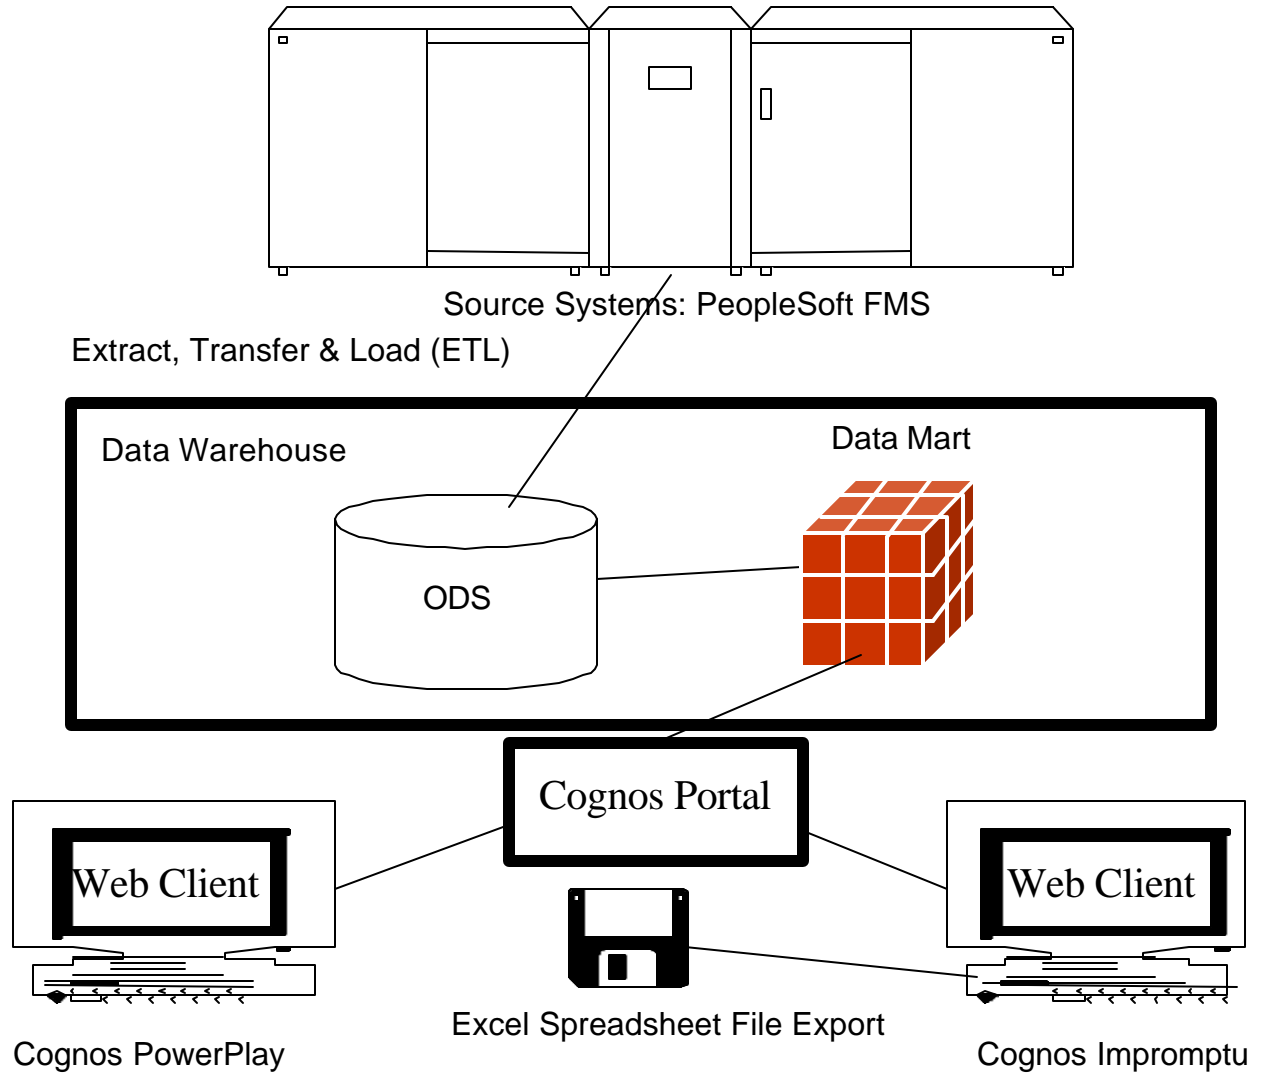 Source Systems: PeopleSoft FMS
Extract, Transfer & Load (ETL)
Data Warehouse
Data Mart
ODS
Cognos Portal
Web Client
Web Client
Excel Spreadsheet File Export
Cognos PowerPlay
Cognos Impromptu